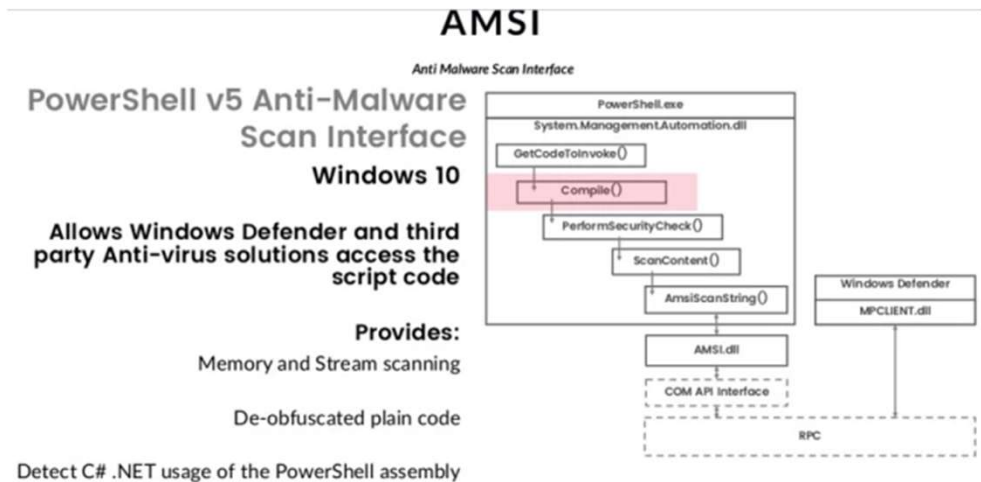 AMSI
Anti Malware Scan Interface
PowerShell v5 Anti-Malware
Scan Interface
Windows 10
Allows Windows Defender and third
party Anti-virus solutions access the
script code
Provides:
Memory and Stream scanning
De-obfuscated plain code
Detect C# .NET usage of the PowerShell assembly
PowerShell.exe
System.Management.Automation.dll
GetCodeToInvoke()
Compile()
PerformSecurityCheck()
ScanContent()
AmsiScanString()
AMSI.dll
COM API Interface
RPC
Windows Defender
MPCLIENT.dll